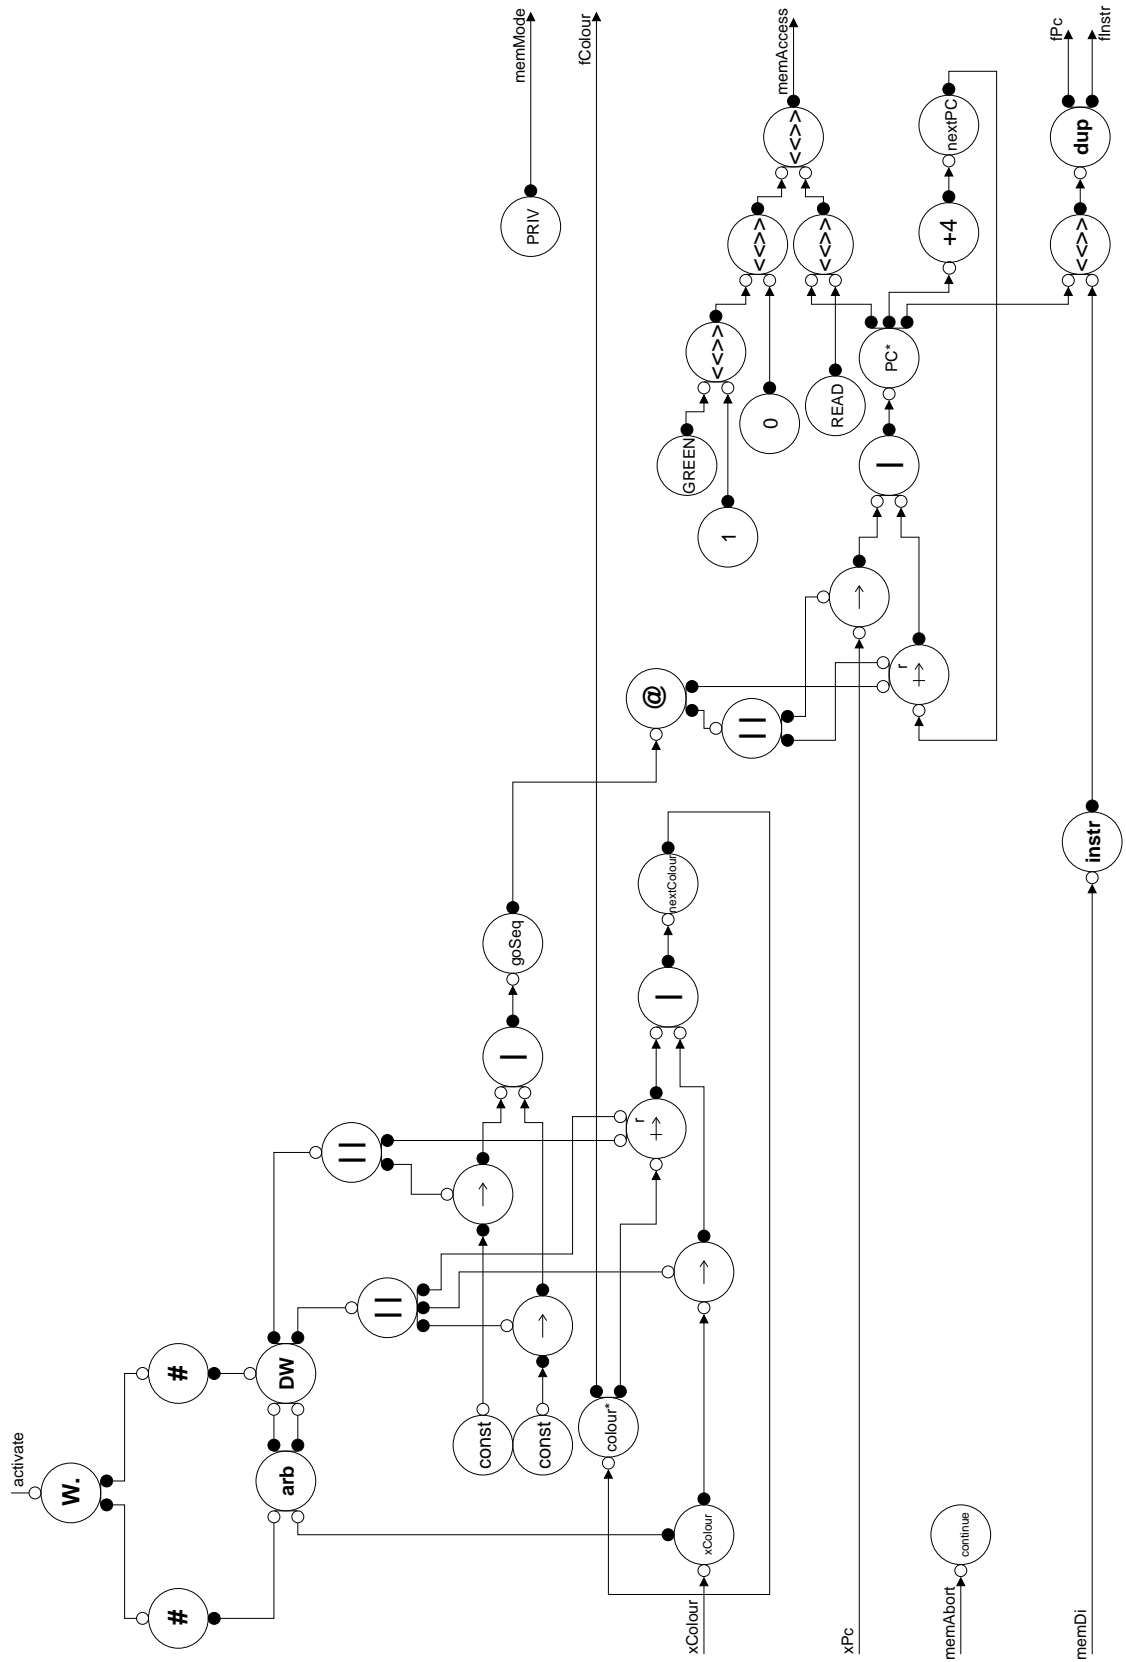 activate
W.
#
#
DW
arb
| |
| |
→
→
const
const
|
goSeq
colour*
xColour
xColour
→
r
|
nextColour
@
| |
→
r
|
PC*
GREEN
1
0
READ
<<>>
<<>>
<<>>
<<>>
+4
nextPC
PRIV
memMode
fColour
memAccess
xPc
memAbort
continue
memDi
instr
<<>>
dup
fPc
fInstr